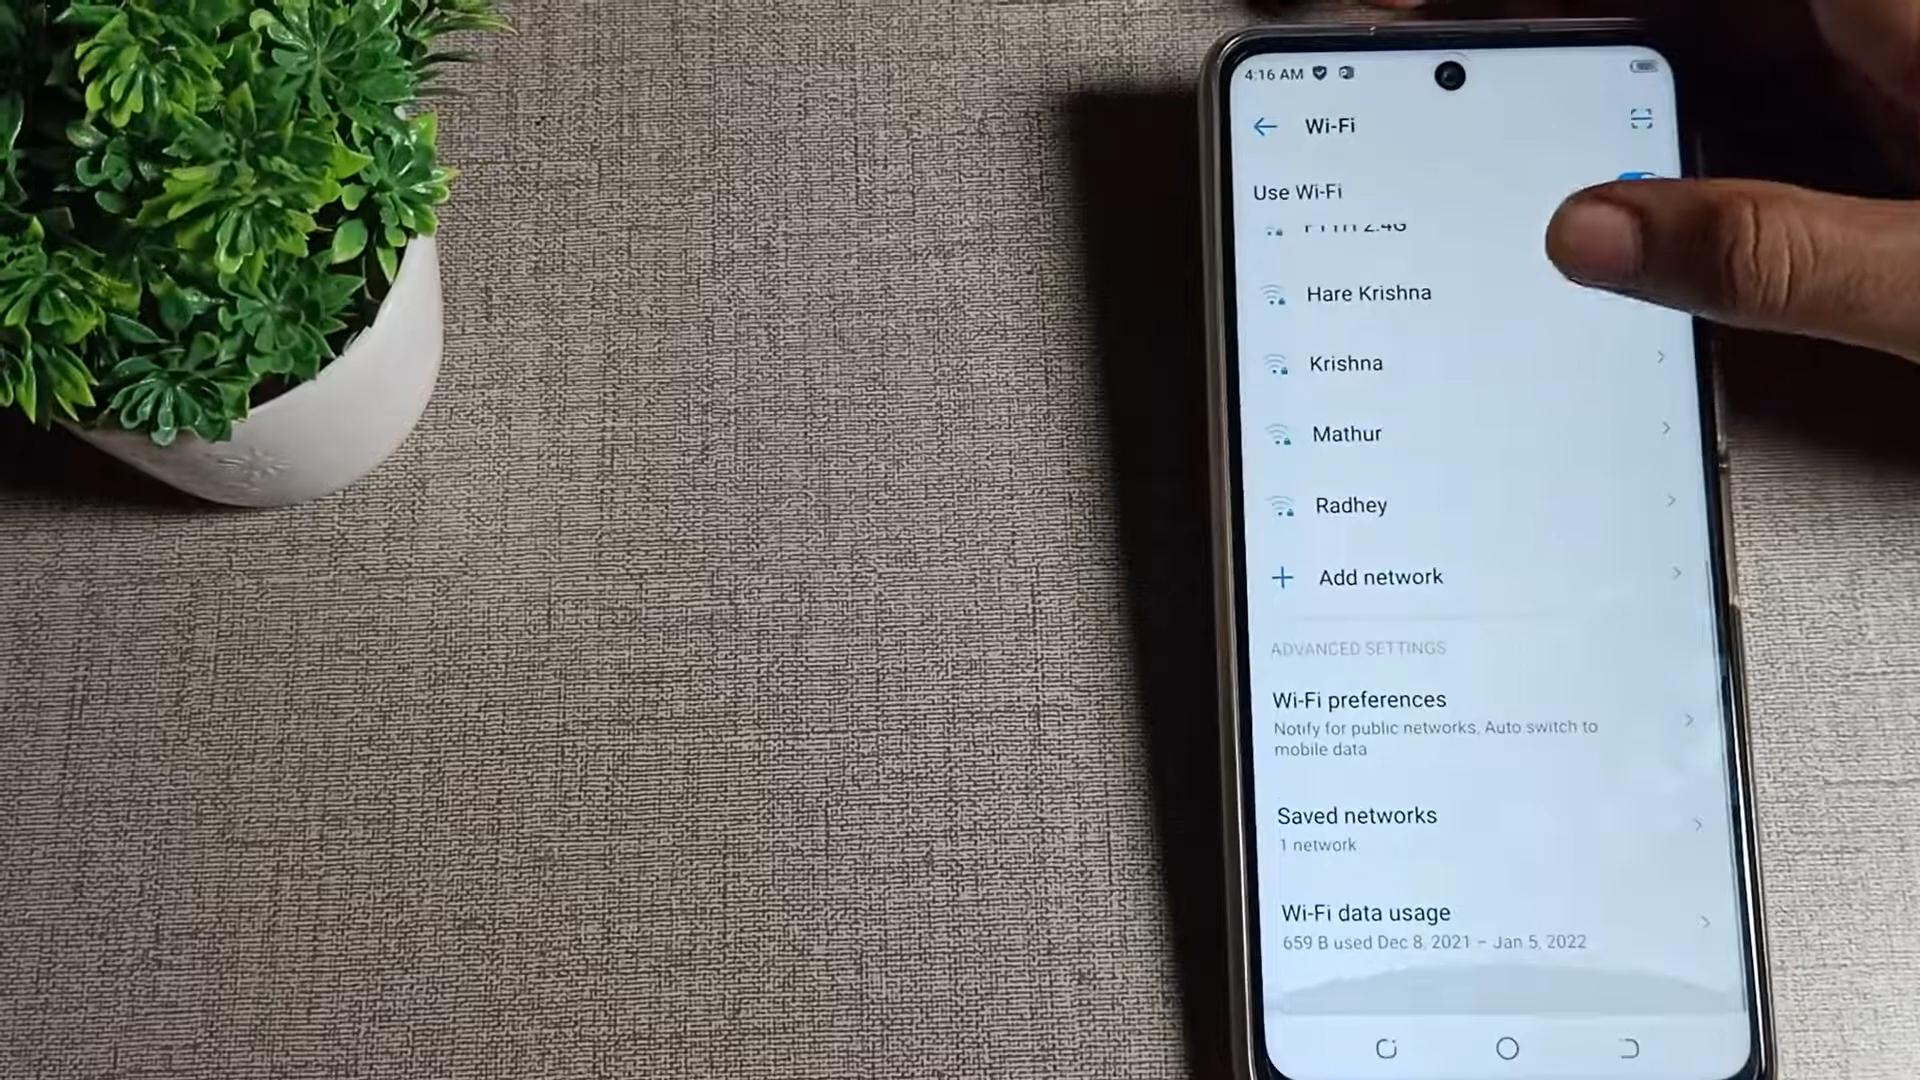 4:16 AM
Wi-Fi
Use Wi-Fi
Hare Krishna
Krishna
Mathur
Radhey
Add network
ADVANCED SETTINGS
Wi-Fi preferences
Notify for public networks, Auto switch to
mobile data
Saved networks
1 network
Wi-Fi data usage
659 B used Dec 8, 2021 – Jan 5, 2022